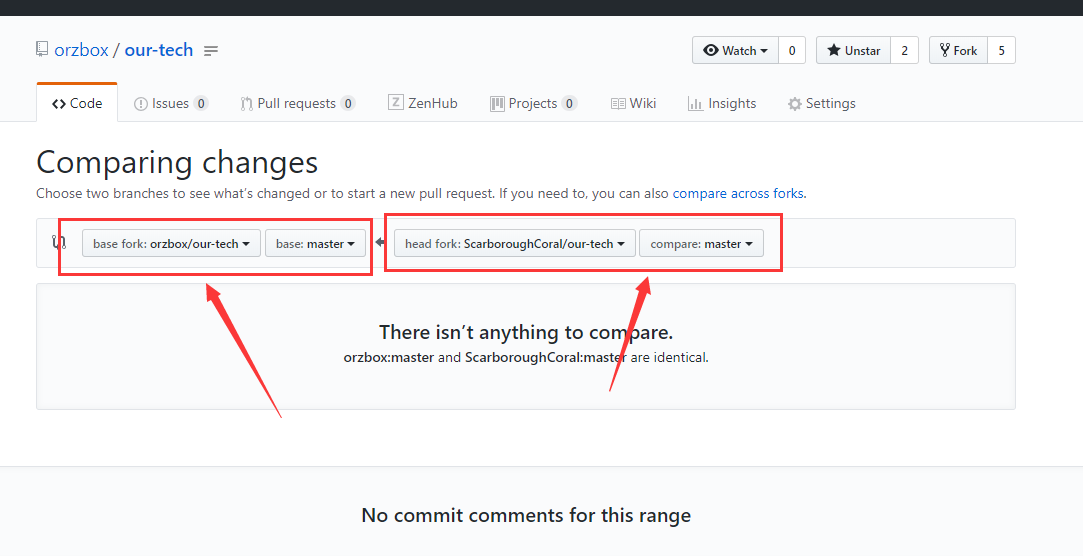 orzbox / our-tech
Watch 0 Unstar 2 Fork 5
Code Issues 0 Pull requests 0 ZenHub Projects 0 Wiki Insights Settings
Comparing changes
Choose two branches to see what's changed or to start a new pull request. If you need to, you can also compare across forks.
base fork: orzbox/our-tech base: master head fork: ScarboroughCoral/our-tech compare: master
There isn't anything to compare.
orzbox:master and ScarboroughCoral:master are identical.
No commit comments for this range